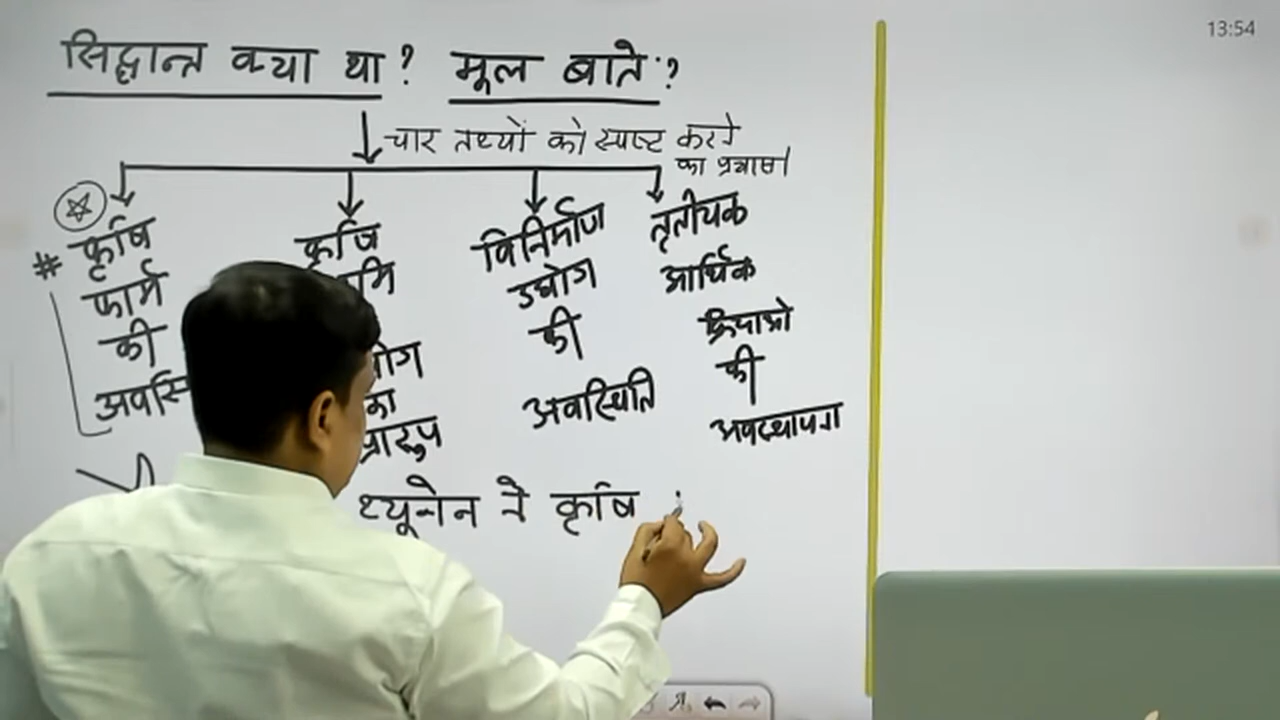 13:54
सिद्धान्त क्या था? मूल बाते?
चार तथ्यों को स्पष्ट करने
का प्रयास
# कृषि
फार्म
की
कृषि
का
प्रारूप
विनिर्माण
उद्योग
की
अवस्थिति
तृतीयक
आर्थिक
क्रियाओ
की
अवस्थापना
थ्यूनेन ने कृषि